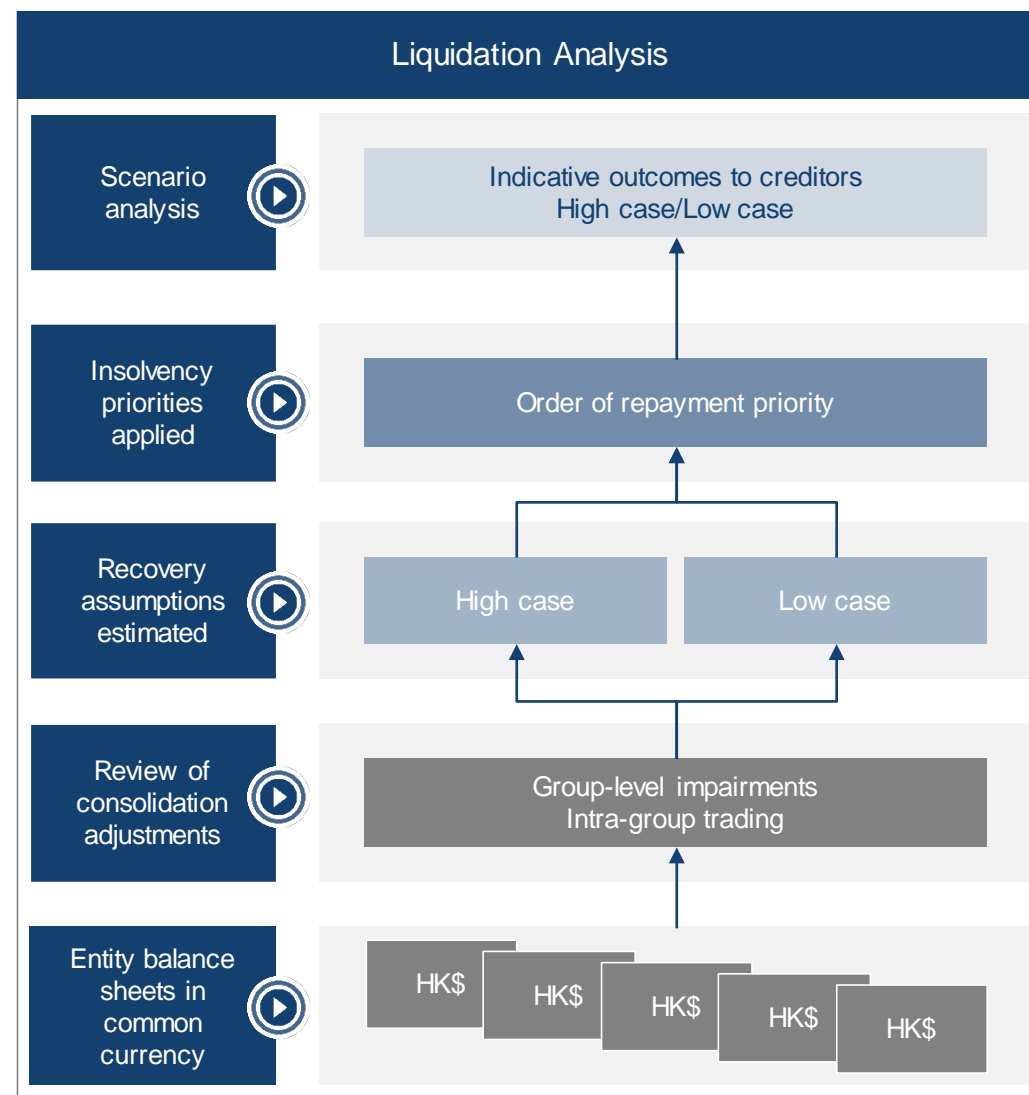 Liquidation Analysis
Scenario
analysis
Indicative outcomes to creditors
High case/Low case
Insolvency
priorities
applied
Order of repayment priority
Recovery
assumptions
estimated
High case
Low case
Review of
consolidation
adjustments
Group-level impairments
Intra-group trading
Entity balance
sheets in
common
currency
HK$
HK$
HK$
HK$
HK$